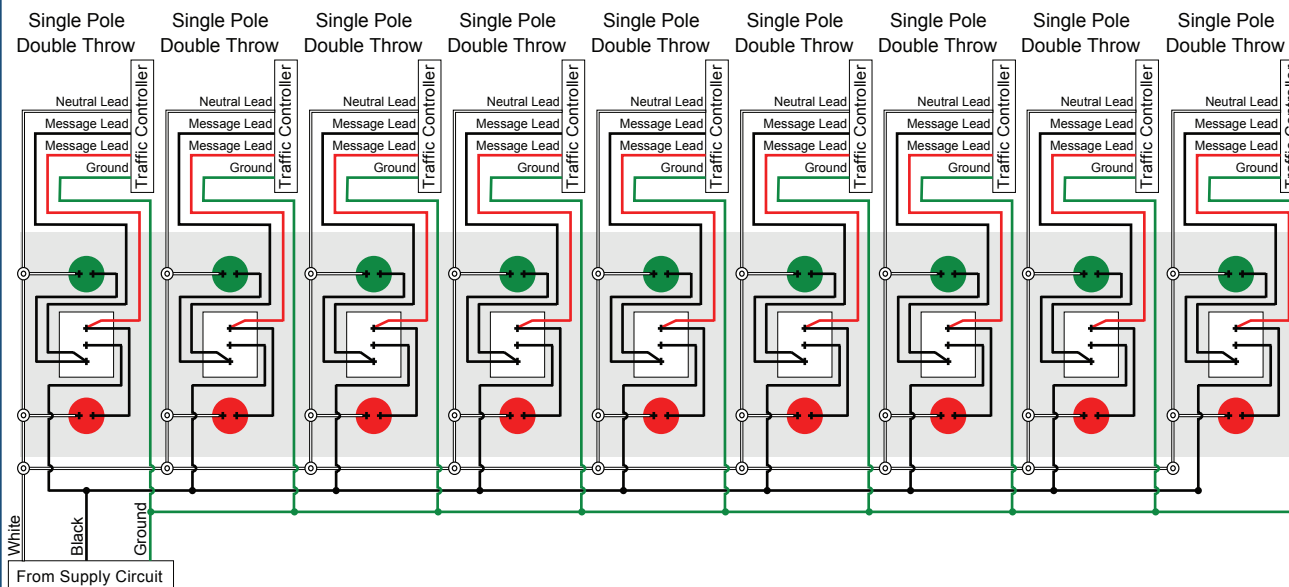 Single Pole
Double Throw
Single Pole
Double Throw
Single Pole
Double Throw
Single Pole
Double Throw
Single Pole
Double Throw
Single Pole
Double Throw
Single Pole
Double Throw
Single Pole
Double Throw
Single Pole
Double Throw
Neutral Lead
Message Lead
Message Lead
Ground
Traffic Controller
Neutral Lead
Message Lead
Message Lead
Ground
Traffic Controller
Neutral Lead
Message Lead
Message Lead
Ground
Traffic Controller
Neutral Lead
Message Lead
Message Lead
Ground
Traffic Controller
Neutral Lead
Message Lead
Message Lead
Ground
Traffic Controller
Neutral Lead
Message Lead
Message Lead
Ground
Traffic Controller
Neutral Lead
Message Lead
Message Lead
Ground
Traffic Controller
Neutral Lead
Message Lead
Message Lead
Ground
Traffic Controller
Neutral Lead
Message Lead
Message Lead
Ground
Traffic Controller
White
Black
Ground
From Supply Circuit